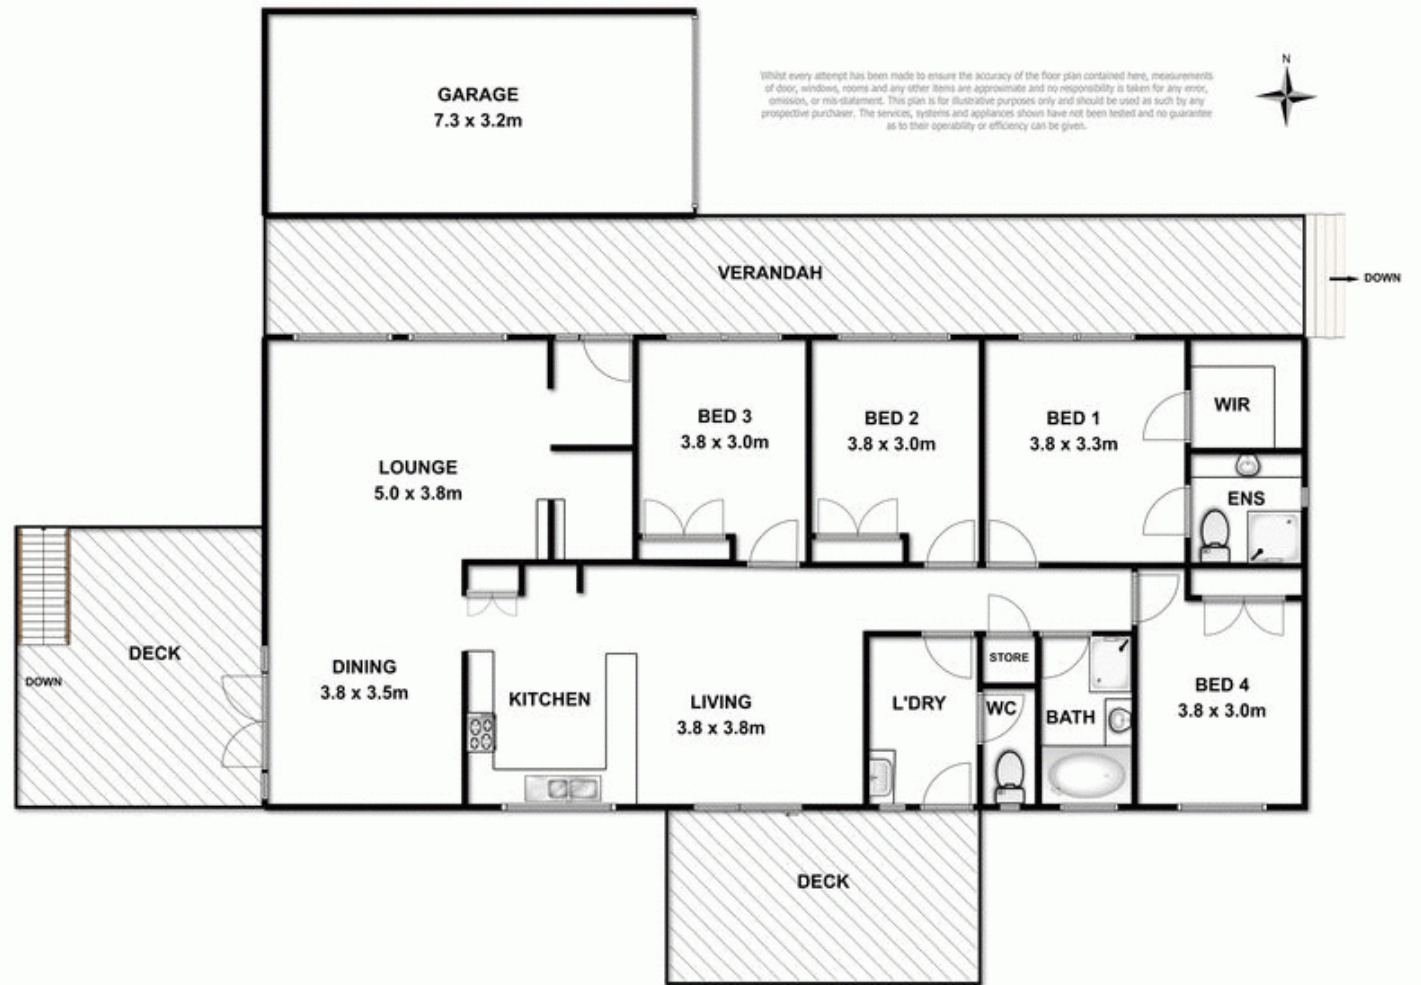 GARAGE
7.3 x 3.2m
Whilst every attempt has been made to ensure the accuracy of the floor plan contained here, measurements
of door, windows, rooms and any other items are approximate and no responsibility is taken for any error,
omission, or mis-statement. This plan is for illustrative purposes only and should be used as such by any
prospective purchaser. The services, systems and appliances shown have not been tested and no guarantee
as to their operability or efficiency can be given.
N
VERANDAH
DOWN
BED 3
3.8 x 3.0m
BED 2
3.8 x 3.0m
BED 1
3.8 x 3.3m
WIR
LOUNGE
5.0 x 3.8m
ENS
DECK
DOWN
DINING
3.8 x 3.5m
KITCHEN
LIVING
3.8 x 3.8m
L'DRY
STORE
WC
BATH
BED 4
3.8 x 3.0m
DECK